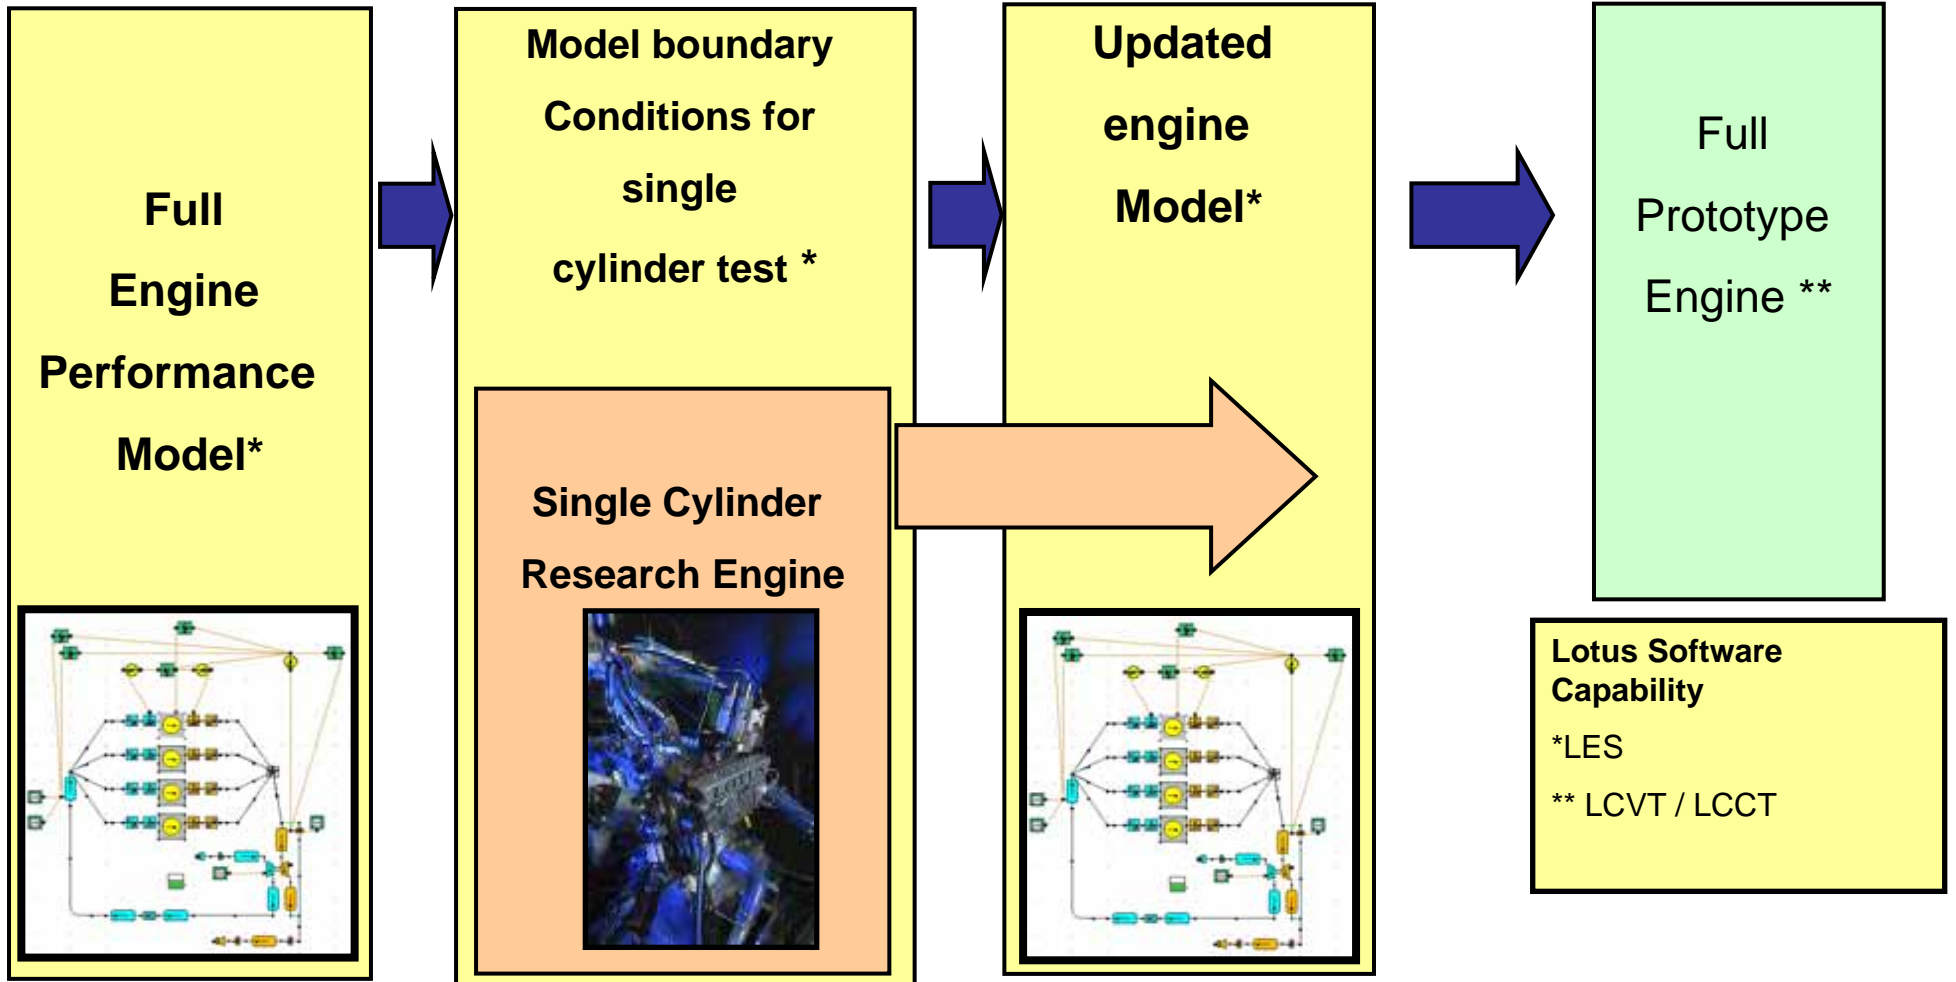 Full
Engine
Performance
Model*
Model boundary
Conditions for
single
cylinder test *
Single Cylinder
Research Engine
Updated
engine
Model*
Full
Prototype
Engine **
Lotus Software
Capability
*LES
** LCVT / LCCT